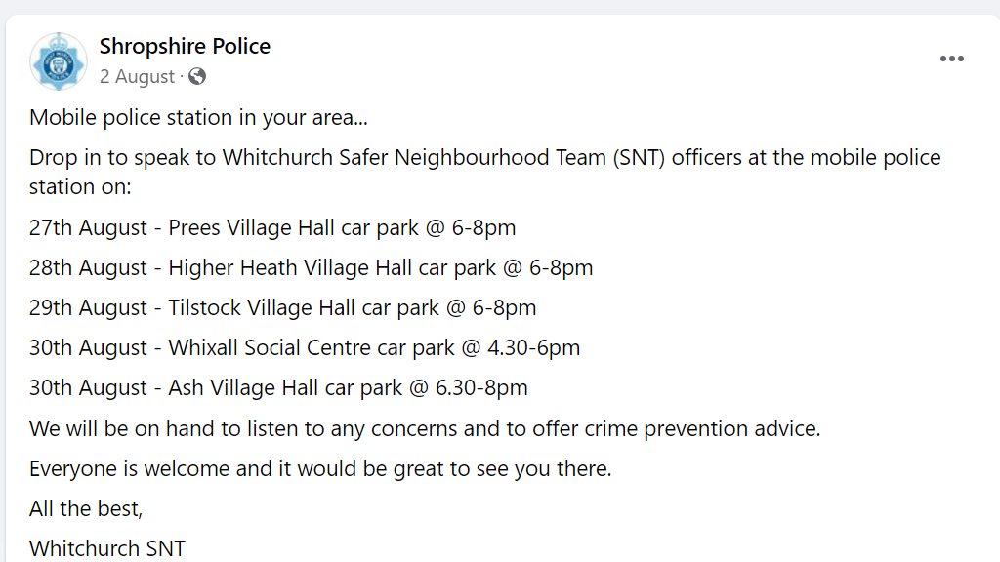 Shropshire Police
2 August ·
Mobile police station in your area...
Drop in to speak to Whitchurch Safer Neighbourhood Team (SNT) officers at the mobile police
station on:
27th August - Prees Village Hall car park @ 6-8pm
28th August - Higher Heath Village Hall car park @ 6-8pm
29th August - Tilstock Village Hall car park @ 6-8pm
30th August - Whixall Social Centre car park @ 4.30-6pm
30th August - Ash Village Hall car park @ 6.30-8pm
We will be on hand to listen to any concerns and to offer crime prevention advice.
Everyone is welcome and it would be great to see you there.
All the best,
Whitchurch SNT